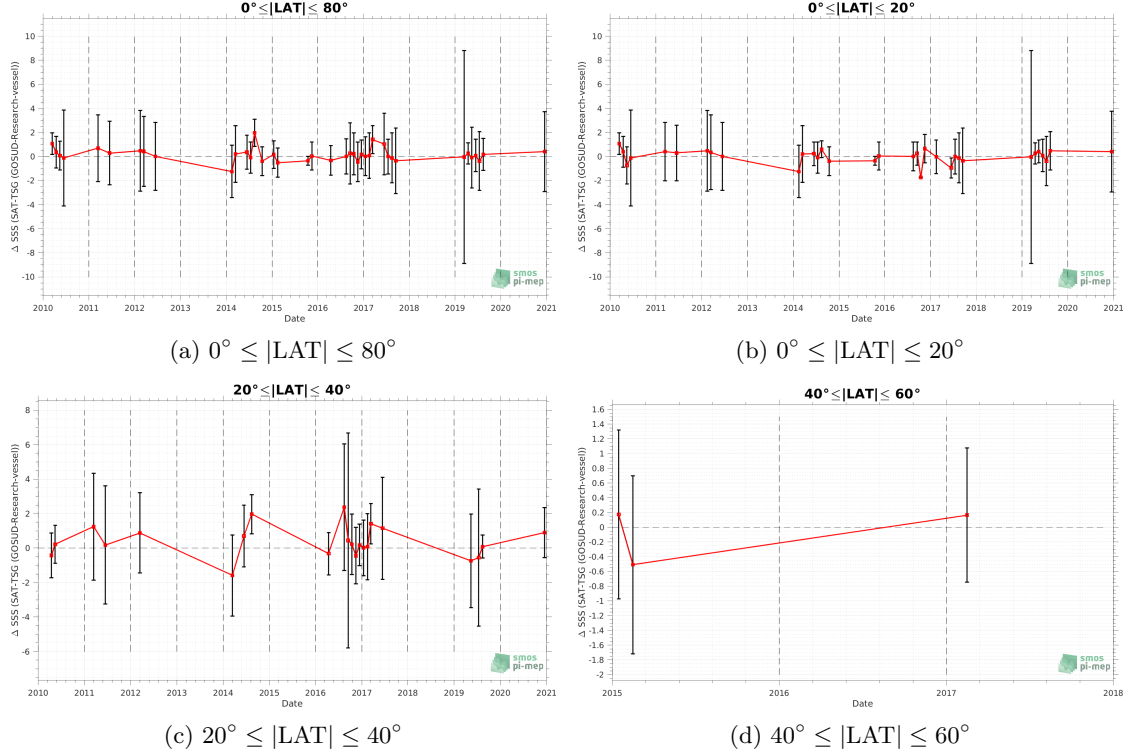 0°≤|LAT|≤ 80°
Δ SSS (SAT-TSG (GOSUD-Research-vessel))
10
8
6
4
2
0
-2
-4
-6
-8
-10
2010 2011 2012 2013 2014 2015 2016 2017 2018 2019 2020 2021
Date
smos
pi-mep
(a) 0° ≤ |LAT| ≤ 80°
0°≤|LAT|≤ 20°
Δ SSS (SAT-TSG (GOSUD-Research-vessel))
10
8
6
4
2
0
-2
-4
-6
-8
-10
2010 2011 2012 2013 2014 2015 2016 2017 2018 2019 2020 2021
Date
smos
pi-mep
(b) 0° ≤ |LAT| ≤ 20°
20°≤|LAT|≤ 40°
Δ SSS (SAT-TSG (GOSUD-Research-vessel))
8
6
4
2
0
-2
-4
-6
2010 2011 2012 2013 2014 2015 2016 2017 2018 2019 2020 2021
Date
smos
pi-mep
(c) 20° ≤ |LAT| ≤ 40°
40°≤|LAT|≤ 60°
Δ SSS (SAT-TSG (GOSUD-Research-vessel))
1.6
1.4
1.2
1
0.8
0.6
0.4
0.2
0
-0.2
-0.4
-0.6
-0.8
-1
-1.2
-1.4
-1.6
-1.8
-2
2015 2016 2017 2018
Date
smos
pi-mep
(d) 40° ≤ |LAT| ≤ 60°